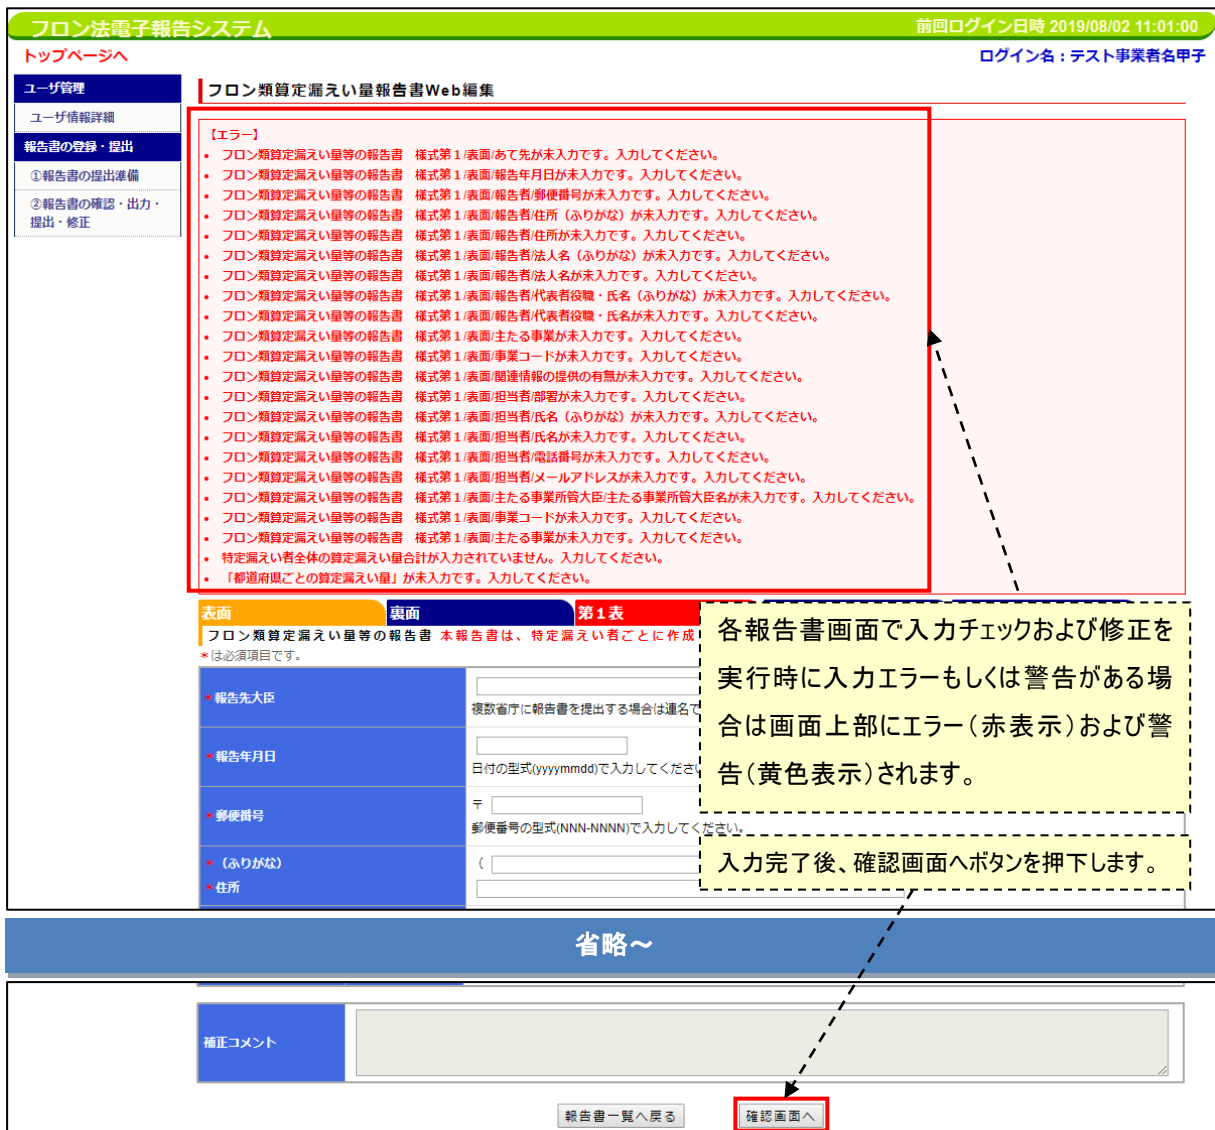 フロン法電子報告システム
前回ログイン日時 2019/08/02 11:01:00
トップページへ
ログイン名：テスト事業者名甲子
ユーザ管理
ユーザ情報詳細
報告書の登録・提出
①報告書の提出準備
②報告書の確認・出力・
提出・修正
フロン類算定漏えい量報告書Web編集
【エラー】
• フロン類算定漏えい量等の報告書　様式第１/表面/あて先が未入力です。入力してください。
• フロン類算定漏えい量等の報告書　様式第１/表面/報告年月日が未入力です。入力してください。
• フロン類算定漏えい量等の報告書　様式第１/表面/報告者/郵便番号が未入力です。入力してください。
• フロン類算定漏えい量等の報告書　様式第１/表面/報告者/住所（ふりがな）が未入力です。入力してください。
• フロン類算定漏えい量等の報告書　様式第１/表面/報告者/住所が未入力です。入力してください。
• フロン類算定漏えい量等の報告書　様式第１/表面/報告者/法人名（ふりがな）が未入力です。入力してください。
• フロン類算定漏えい量等の報告書　様式第１/表面/報告者/法人名が未入力です。入力してください。
• フロン類算定漏えい量等の報告書　様式第１/表面/報告者/代表者役職・氏名（ふりがな）が未入力です。入力してください。
• フロン類算定漏えい量等の報告書　様式第１/表面/報告者/代表者役職・氏名が未入力です。入力してください。
• フロン類算定漏えい量等の報告書　様式第１/表面/主たる事業が未入力です。入力してください。
• フロン類算定漏えい量等の報告書　様式第１/表面/事業コードが未入力です。入力してください。
• フロン類算定漏えい量等の報告書　様式第１/表面/関連情報の提供の有無が未入力です。入力してください。
• フロン類算定漏えい量等の報告書　様式第１/表面/担当者/部署が未入力です。入力してください。
• フロン類算定漏えい量等の報告書　様式第１/表面/担当者/氏名（ふりがな）が未入力です。入力してください。
• フロン類算定漏えい量等の報告書　様式第１/表面/担当者/氏名が未入力です。入力してください。
• フロン類算定漏えい量等の報告書　様式第１/表面/担当者/電話番号が未入力です。入力してください。
• フロン類算定漏えい量等の報告書　様式第１/表面/担当者/メールアドレスが未入力です。入力してください。
• フロン類算定漏えい量等の報告書　様式第１/表面/主たる事業所管大臣/主たる事業所管大臣名が未入力です。入力してください。
• フロン類算定漏えい量等の報告書　様式第１/表面/事業コードが未入力です。入力してください。
• フロン類算定漏えい量等の報告書　様式第１/表面/主たる事業が未入力です。入力してください。
• 特定漏えい者全体の算定漏えい量合計が入力されていません。入力してください。
• 「都道府県ごとの算定漏えい量」が未入力です。入力してください。
表面　裏面　第１表
フロン類算定漏えい量等の報告書 本報告書は、特定漏えい者ごとに作成
*は必須項目です。
* 報告先大臣
複数省庁に報告書を提出する場合は連名で
* 報告年月日
日付の型式(yyyymmdd)で入力してください
* 郵便番号
〒
郵便番号の型式(NNN-NNNN)で入力してください。
* （ふりがな）
（
* 住所
各報告書画面で入力チェックおよび修正を
実行時に入力エラーもしくは警告がある場
合は画面上部にエラー（赤表示）および警
告（黄色表示）されます。
入力完了後、確認画面へボタンを押下します。
省略～
補正コメント
報告書一覧へ戻る
確認画面へ